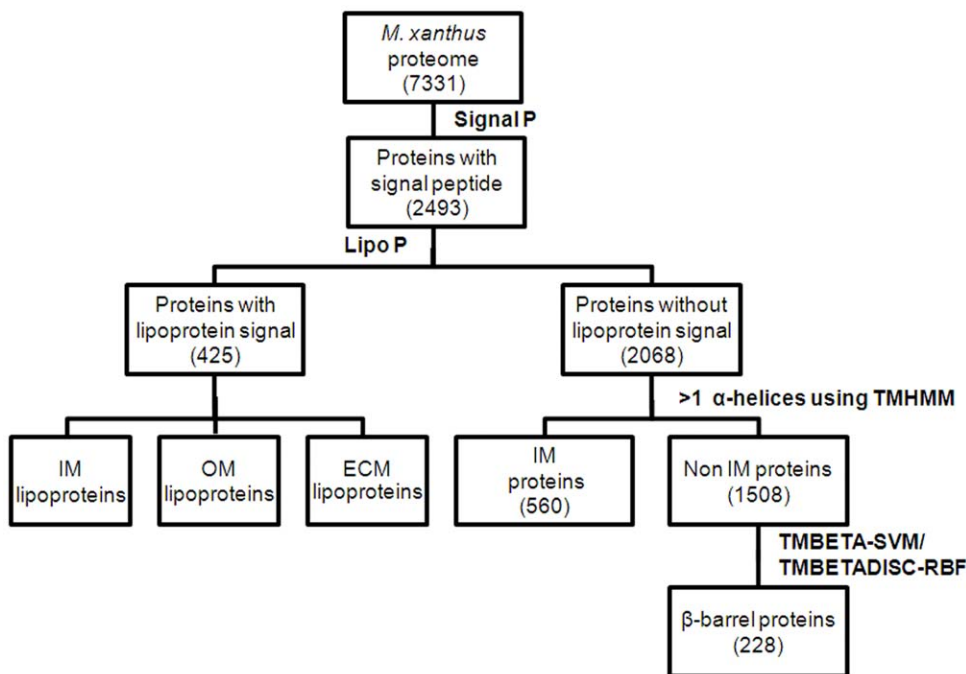 M. xanthus
proteome
(7331)
Signal P
Proteins with
signal peptide
(2493)
Lipo P
Proteins with
lipoprotein signal
(425)
Proteins without
lipoprotein signal
(2068)
>1 α-helices using TMHMM
IM
lipoproteins
OM
lipoproteins
ECM
lipoproteins
IM
proteins
(560)
Non IM proteins
(1508)
TMBETA-SVM/
TMBETADISC-RBF
β-barrel proteins
(228)